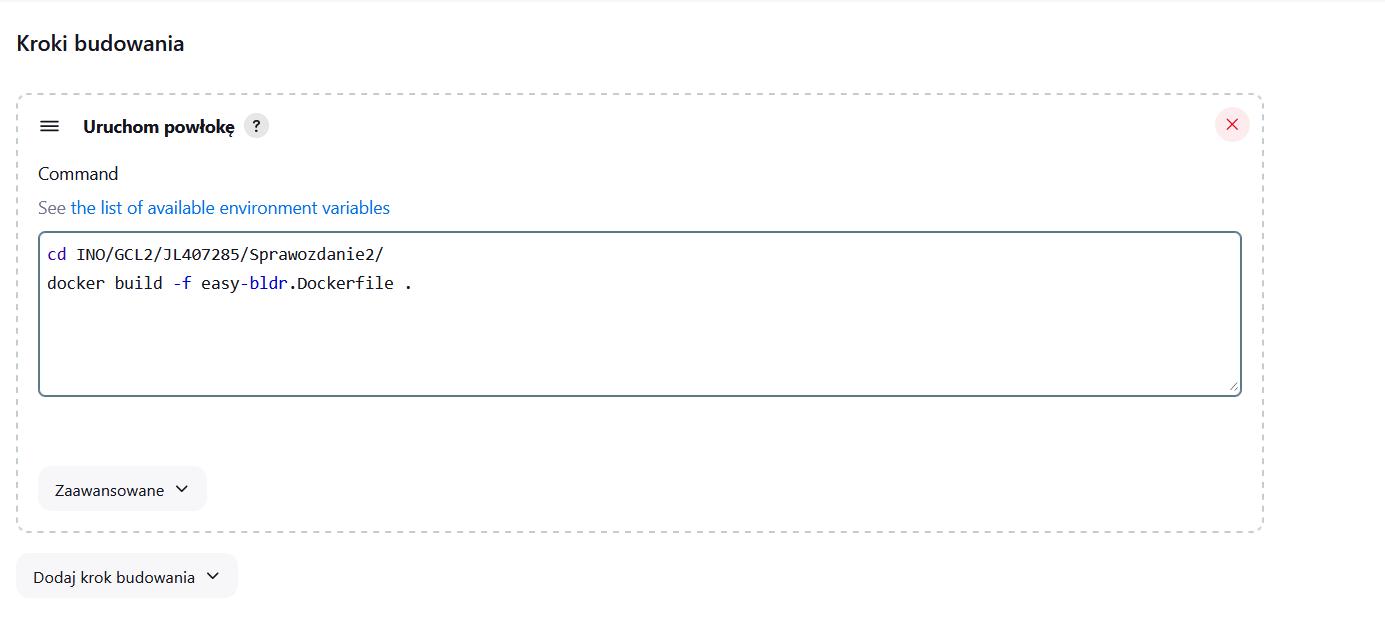 Kroki budowania
Uruchom powłokę ?
Command
See the list of available environment variables
cd INO/GCL2/JL407285/Sprawozdanie2/
docker build -f easy-bldr.Dockerfile .
Zaawansowane
Dodaj krok budowania